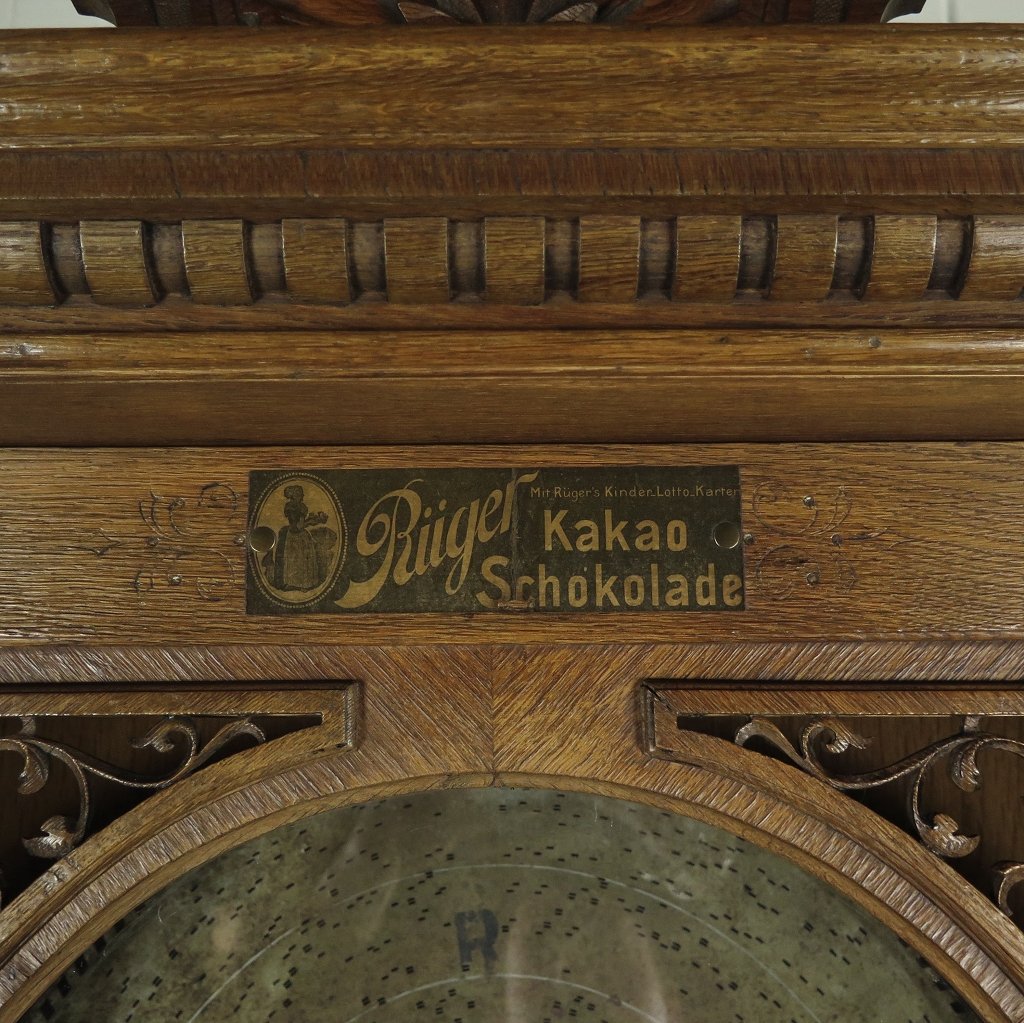 Rüger
Mit Rüger's Kinder-Lotto-Karten
Kakao
Schokolade
R